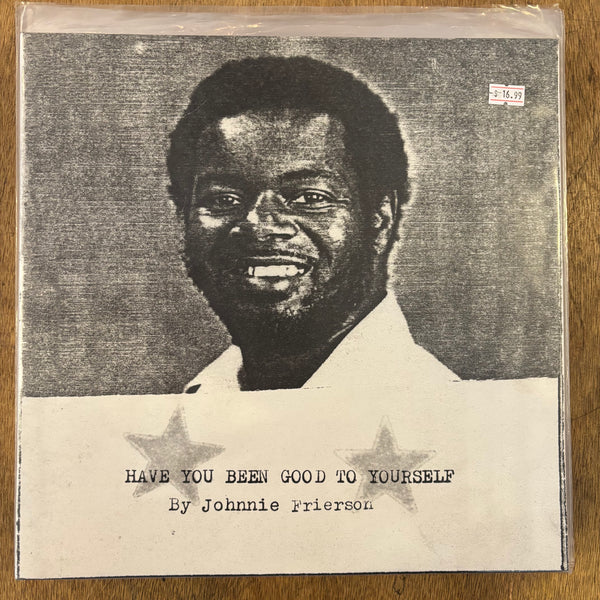 $ 16.99
HAVE YOU BEEN GOOD TO YOURSELF
By Johnnie Frierson